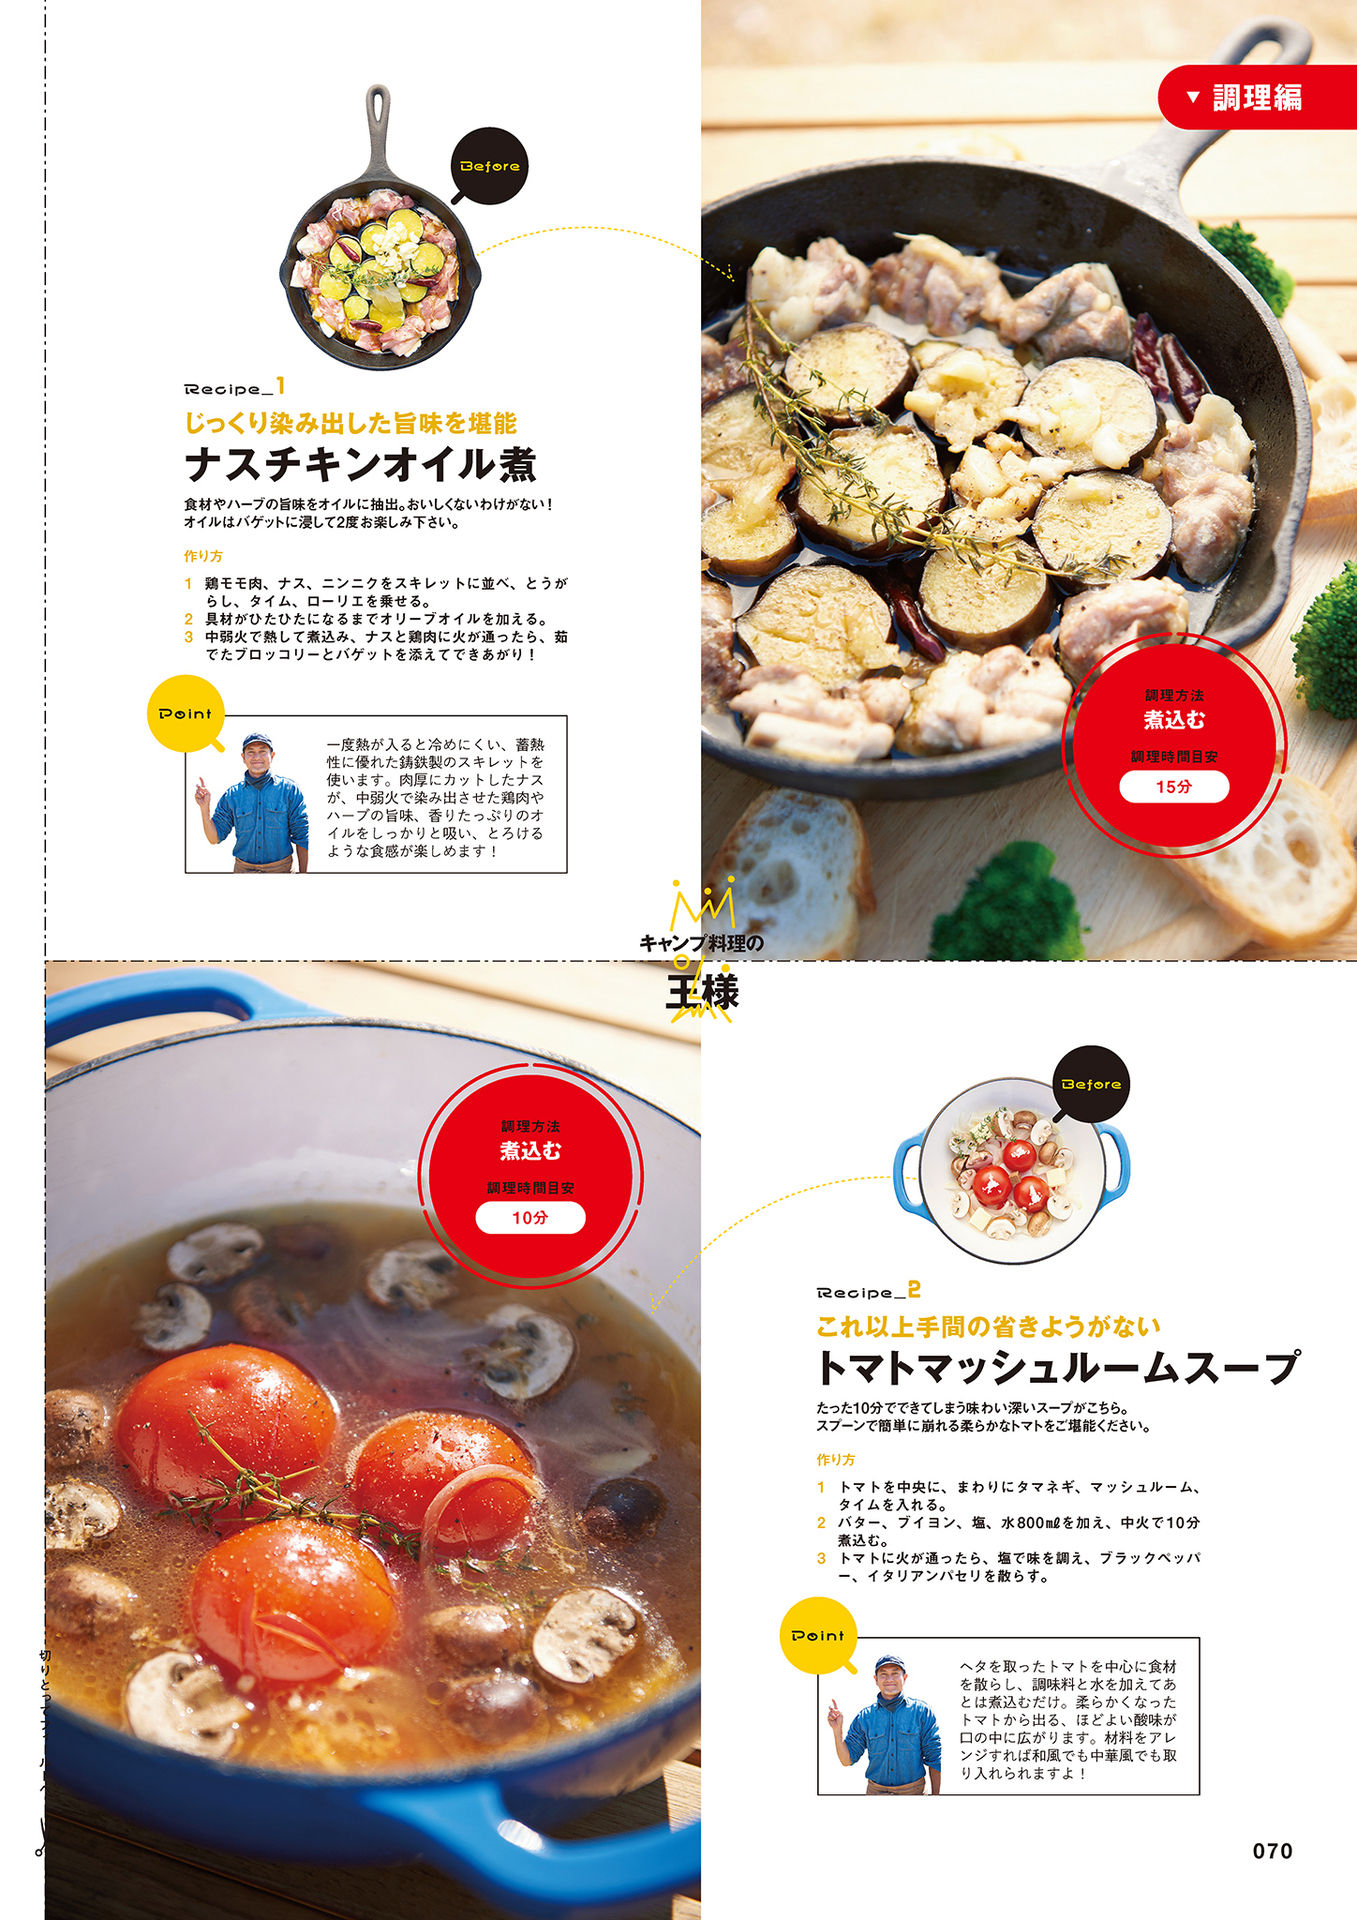 ▼ 調理編
Before
Recipe_1
じっくり染み出した旨味を堪能
ナスチキンオイル煮
食材やハーブの旨味をオイルに抽出。おいしくないわけがない！
オイルはバゲットに浸して2度お楽しみ下さい。
作り方
1 鶏モモ肉、ナス、ニンニクをスキレットに並べ、とうが
らし、タイム、ローリエを乗せる。
2 具材がひたひたになるまでオリーブオイルを加える。
3 中弱火で熱して煮込み、ナスと鶏肉に火が通ったら、茹
でたブロッコリーとバゲットを添えてできあがり！
Point
一度熱が入ると冷めにくい、蓄熱
性に優れた鋳鉄製のスキレットを
使います。肉厚にカットしたナス
が、中弱火で染み出させた鶏肉や
ハーブの旨味、香りたっぷりのオ
イルをしっかりと吸い、とろける
ような食感が楽しめます！
調理方法
煮込む
調理時間目安
15分
キャンプ料理の
王様
調理方法
煮込む
調理時間目安
10分
Before
Recipe_2
これ以上手間の省きようがない
トマトマッシュルームスープ
たった10分でできてしまう味わい深いスープがこちら。
スプーンで簡単に崩れる柔らかなトマトをご堪能ください。
作り方
1 トマトを中央に、まわりにタマネギ、マッシュルーム、
タイムを入れる。
2 バター、ブイヨン、塩、水800㎖を加え、中火で10分
煮込む。
3 トマトに火が通ったら、塩で味を調え、ブラックペッパ
ー、イタリアンパセリを散らす。
Point
ヘタを取ったトマトを中心に食材
を散らし、調味料と水を加えてあ
とは煮込むだけ。柔らかくなった
トマトから出る、ほどよい酸味が
口の中に広がります。材料をアレ
ンジすれば和風でも中華風でも取
り入れられますよ！
切りとって
070